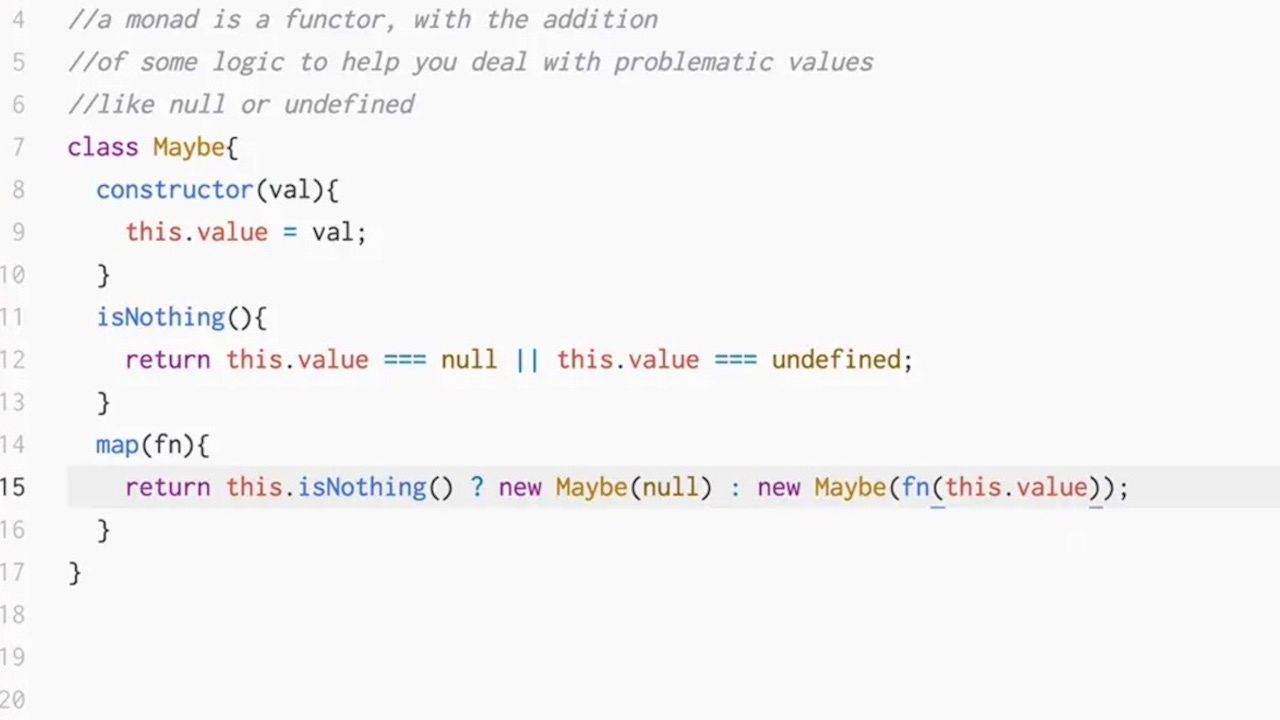 4 //a monad is a functor, with the addition
5 //of some logic to help you deal with problematic values
6 //like null or undefined
7 class Maybe{
8 constructor(val){
9 this.value = val;
10 }
11 isNothing(){
12 return this.value === null || this.value === undefined;
13 }
14 map(fn){
15 return this.isNothing() ? new Maybe(null) : new Maybe(fn(this.value));
16 }
17 }
18
19
20